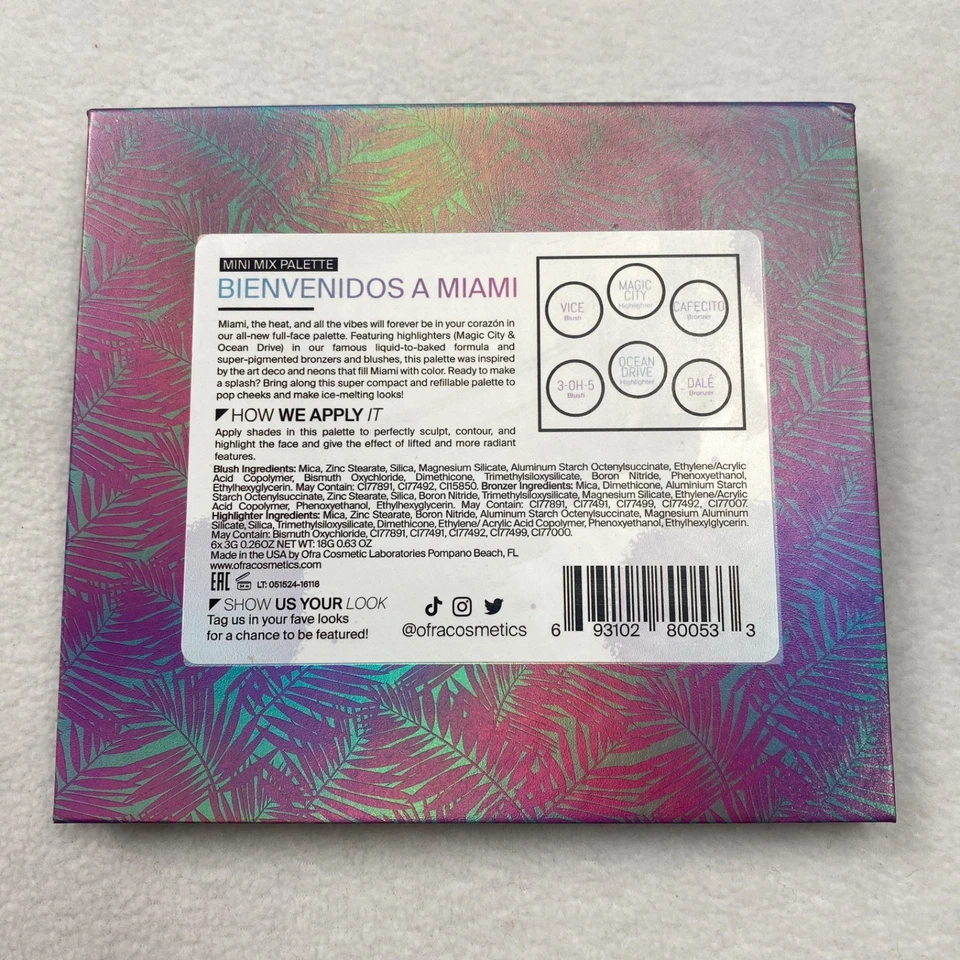 MINI MIX PALETTE
BIENVENIDOS A MIAMI
Miami, the heat, and all the vibes will forever be in your corazón in
our all-new full-face palette. Featuring highlighters (Magic City &
Ocean Drive) in our famous liquid-to-baked formula and
super-pigmented bronzers and blushes, this palette was inspired
by the art deco and neons that fill Miami with color. Ready to make
a splash? Bring along this super compact and refillable palette to
pop cheeks and make ice-melting looks!
HOW WE APPLY IT
Apply shades in this palette to perfectly sculpt, contour, and
highlight the face and give the effect of lifted and more radiant
features.
VICE
Blush
MAGIC
CITY
Highlighter
CAFECITO
Bronzer
3-OH-5
Blush
OCEAN
DRIVE
Highlighter
DALÉ
Bronzer
Blush Ingredients: Mica, Zinc Stearate, Silica, Magnesium Silicate, Aluminum Starch Octenylsuccinate, Ethylene/Acrylic
Acid Copolymer, Bismuth Oxychloride, Dimethicone, Trimethylsiloxysilicate, Boron Nitride, Phenoxyethanol,
Ethylhexyglycerin. May Contain: CI77891, CI77492, CI15850. Bronzer Ingredients: Mica, Dimethicone, Aluminium Starch
Starch Octenylsuccinate, Zinc Stearate, Silica, Boron Nitride, Trimethylsiloxysilicate, Magnesium Silicate, Ethylene/Acrylic
Acid Copolymer, Phenoxyethanol, Ethylhexyglycerin. May Contain: CI77891, CI77491, CI77499, CI77492, CI77007.
Highlighter Ingredients: Mica, Zinc Stearate, Boron Nitride, Aluminum Starch Octenylsuccinate, Magnesium Aluminum
Silicate, Silica, Trimethylsiloxysilicate, Dimethicone, Ethylene/ Acrylic Acid Copolymer, Phenoxyethanol, Ethylhexylglycerin.
May Contain: Bismuth Oxychloride, CI77891, CI77491, CI77492, CI77499, CI77000.
6x 3G 0.26OZ NET WT: 18G 0.63 OZ
Made in the USA by Ofra Cosmetic Laboratories Pompano Beach, FL
www.ofracosmetics.com
EAC LT: 051524-16118
SHOW US YOUR LOOK
Tag us in your fave looks
for a chance to be featured!
@ofracosmetics
6 93102 80053 3